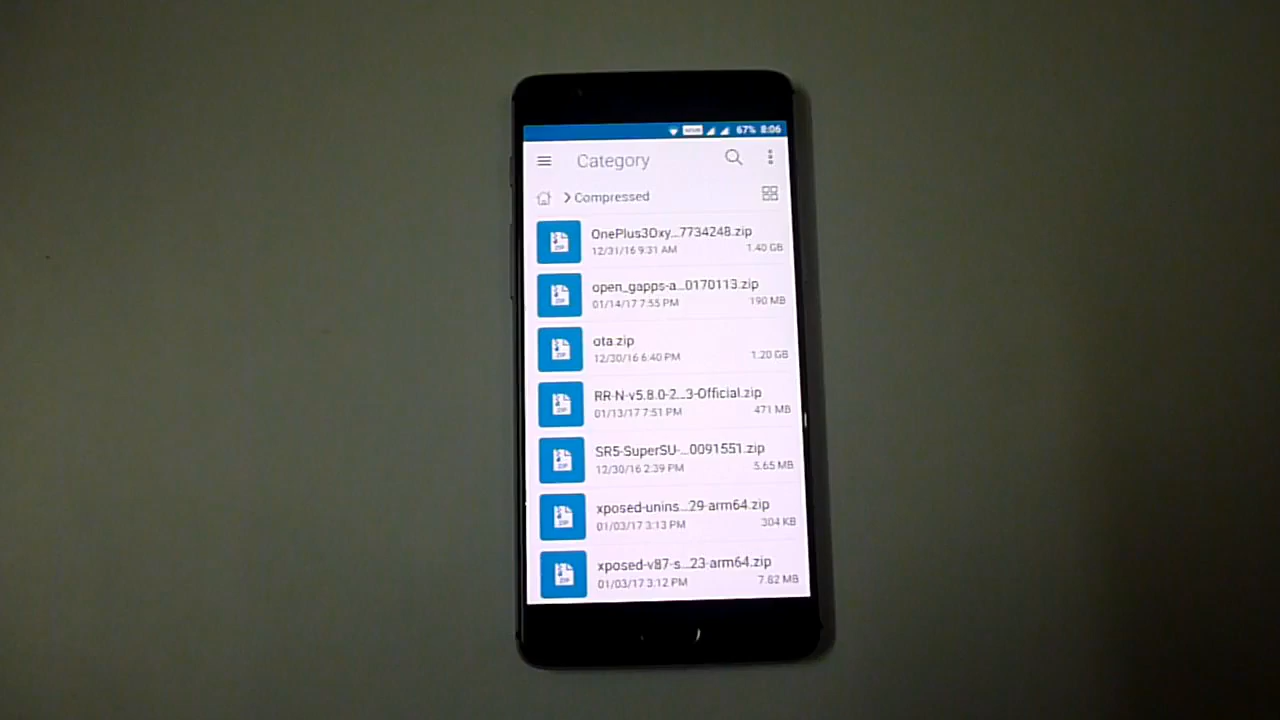 67% 8:06
Category
Compressed
OnePlus3Oxy...7734248.zip
12/31/16 9:31 AM 1.40 GB
open_gapps-a...0170113.zip
01/14/17 7:55 PM 190 MB
ota.zip
12/30/16 6:40 PM 1.20 GB
RR-N-v5.8.0-2...3-Official.zip
01/13/17 7:51 PM 471 MB
SR5-SuperSU-...0091551.zip
12/30/16 2:39 PM 5.65 MB
xposed-unins...29-arm64.zip
01/03/17 3:13 PM 304 KB
xposed-v87-s...23-arm64.zip
01/03/17 3:12 PM 7.82 MB